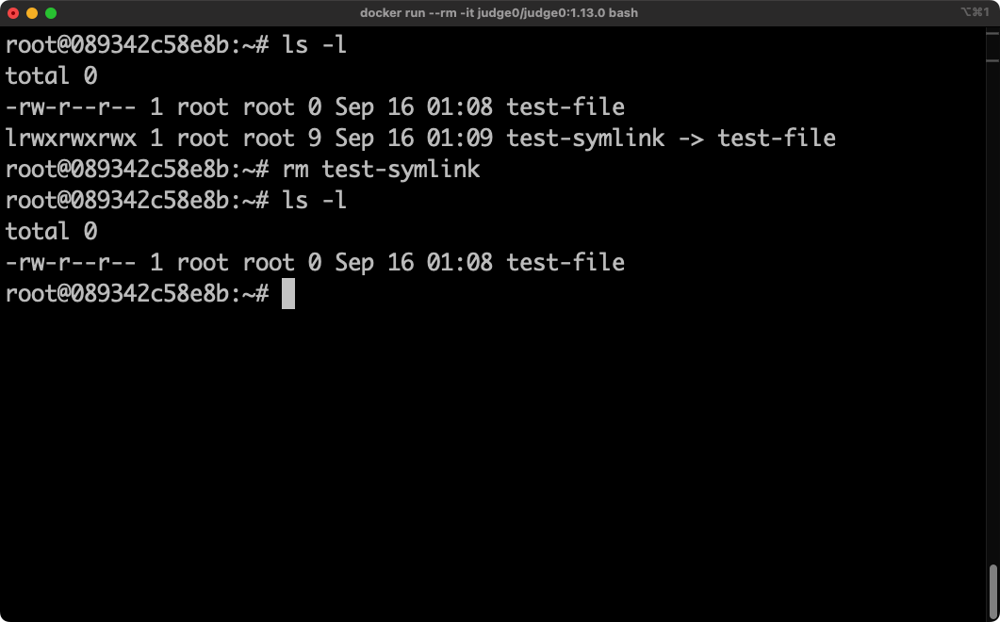 docker run --rm -it judge0/judge0:1.13.0 bash
⌥⌘1
root@089342c58e8b:~# ls -l
total 0
-rw-r--r-- 1 root root 0 Sep 16 01:08 test-file
lrwxrwxrwx 1 root root 9 Sep 16 01:09 test-symlink -> test-file
root@089342c58e8b:~# rm test-symlink
root@089342c58e8b:~# ls -l
total 0
-rw-r--r-- 1 root root 0 Sep 16 01:08 test-file
root@089342c58e8b:~#